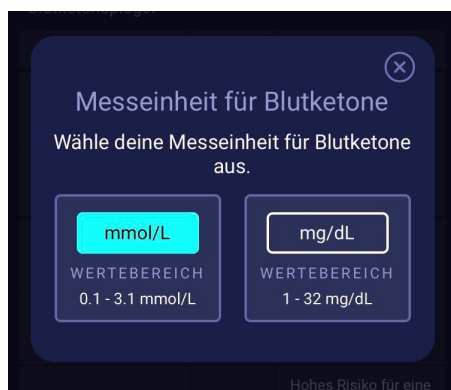 Messeinheit für Blutketone
Wähle deine Messeinheit für Blutketone
aus.
mmol/L
mg/dL
WERTEBEREICH
WERTEBEREICH
0.1 - 3.1 mmol/L
1 - 32 mg/dL
Hohes Risiko für eine